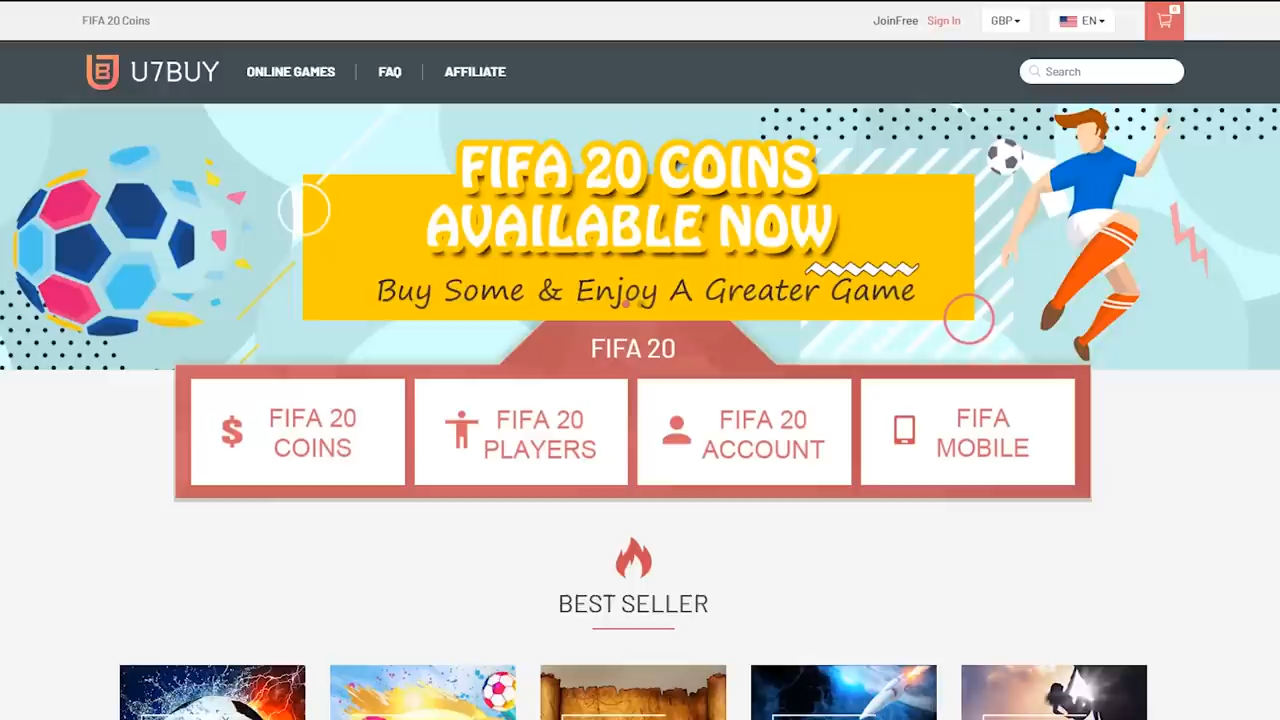 FIFA 20 Coins
JoinFree Sign In GBP EN 0
U7BUY ONLINE GAMES FAQ AFFILIATE Search
FIFA 20 COINS
AVAILABLE NOW
Buy Some & Enjoy A Greater Game
FIFA 20
$ FIFA 20
COINS
FIFA 20
PLAYERS
FIFA 20
ACCOUNT
FIFA
MOBILE
BEST SELLER